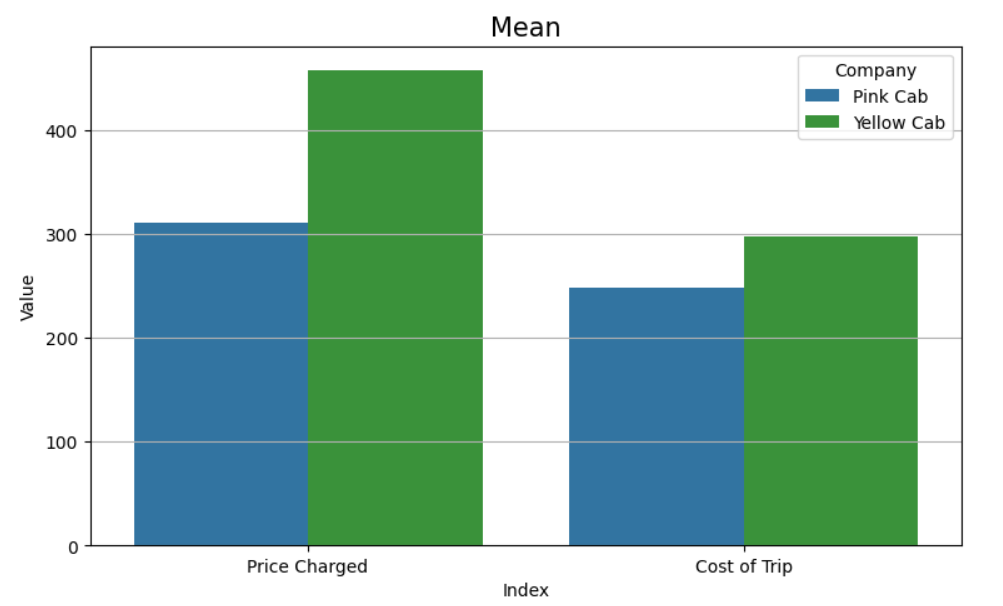 Mean
Company
Pink Cab
Yellow Cab
400
300
200
100
0
Value
Price Charged
Cost of Trip
Index